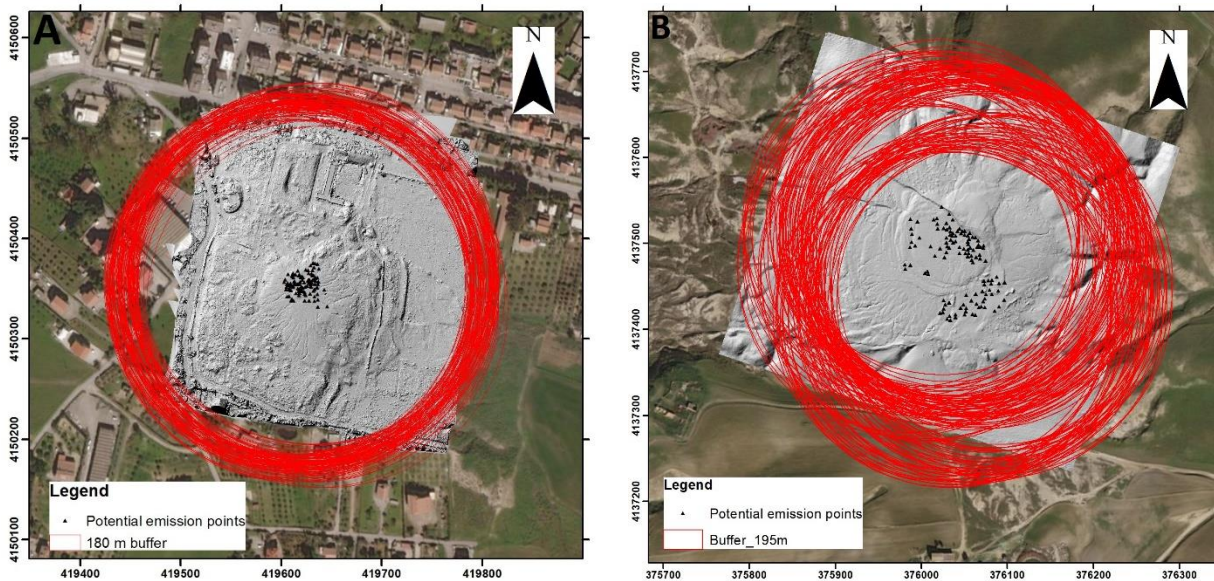 A
N
4150600
4150500
4150400
4150300
4150200
4150100
Legend
Potential emission points
180 m buffer
419400 419500 419600 419700 419800
B
N
4137700
4137600
4137500
4137400
4137300
4137200
Legend
Potential emission points
Buffer_195m
375700 375800 375900 376000 376100 376200 376300